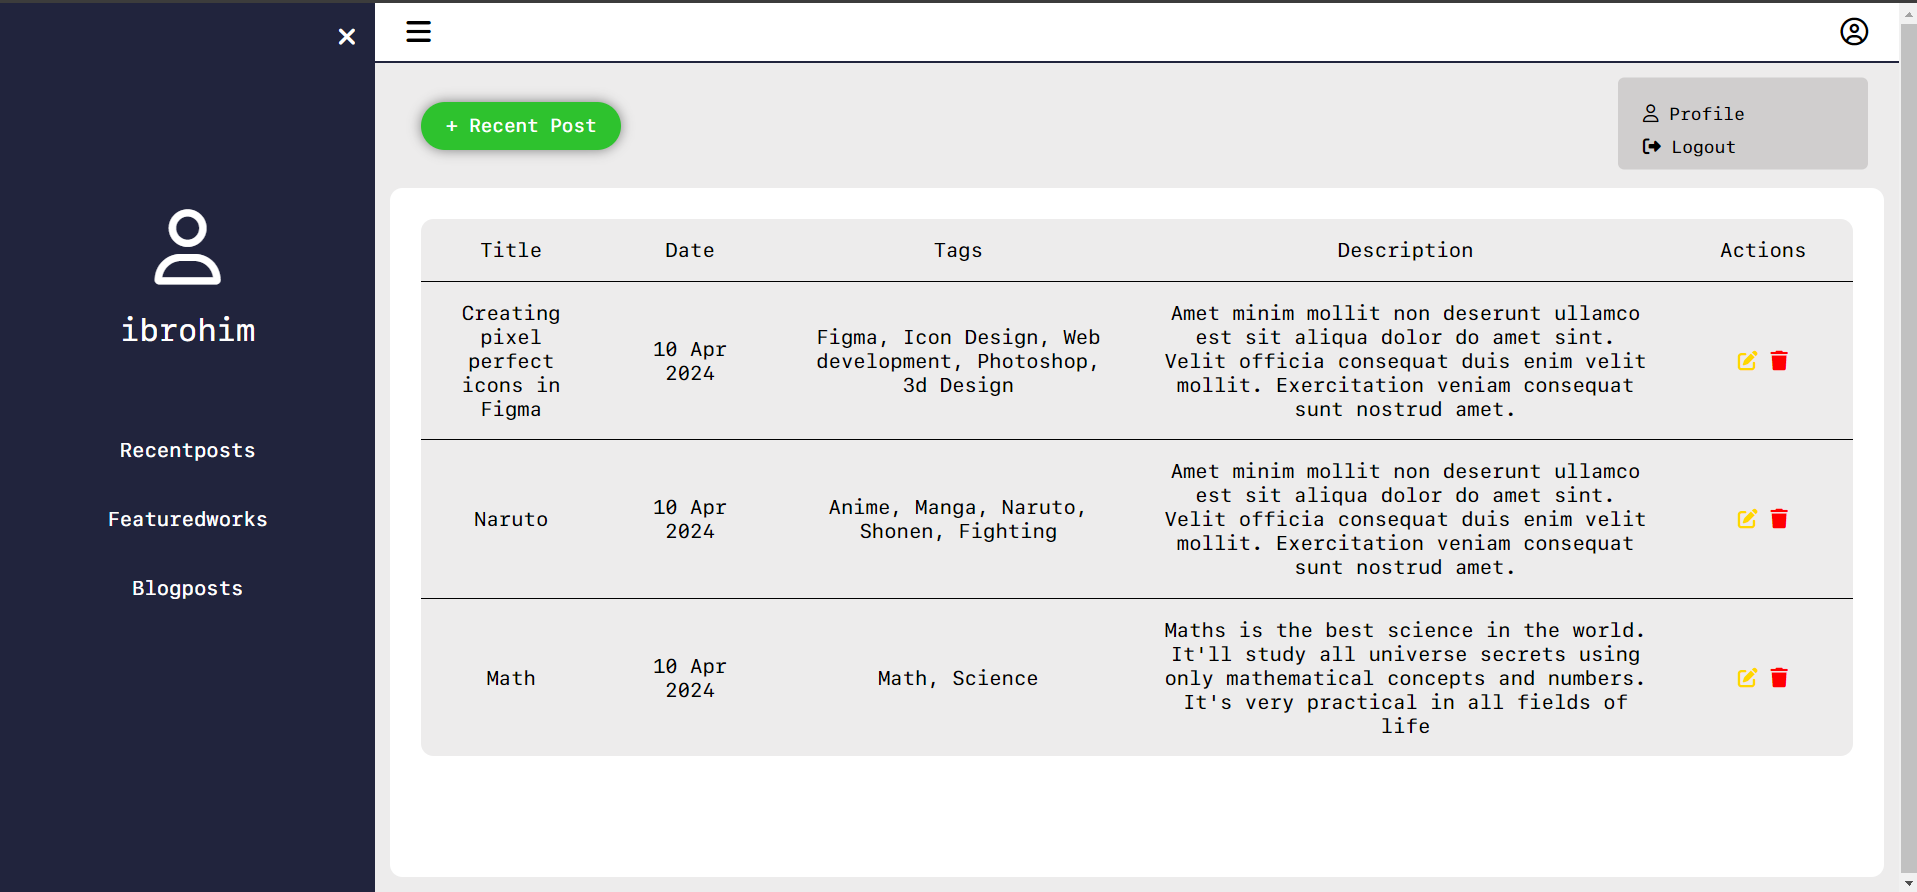 ibrohim
Recentposts
Featuredworks
Blogposts
+ Recent Post
Profile
Logout
Title Date Tags Description Actions
Creating
pixel
perfect
icons in
Figma
10 Apr
2024
Figma, Icon Design, Web
development, Photoshop,
3d Design
Amet minim mollit non deserunt ullamco
est sit aliqua dolor do amet sint.
Velit officia consequat duis enim velit
mollit. Exercitation veniam consequat
sunt nostrud amet.
Naruto
10 Apr
2024
Anime, Manga, Naruto,
Shonen, Fighting
Amet minim mollit non deserunt ullamco
est sit aliqua dolor do amet sint.
Velit officia consequat duis enim velit
mollit. Exercitation veniam consequat
sunt nostrud amet.
Math
10 Apr
2024
Math, Science
Maths is the best science in the world.
It'll study all universe secrets using
only mathematical concepts and numbers.
It's very practical in all fields of
life